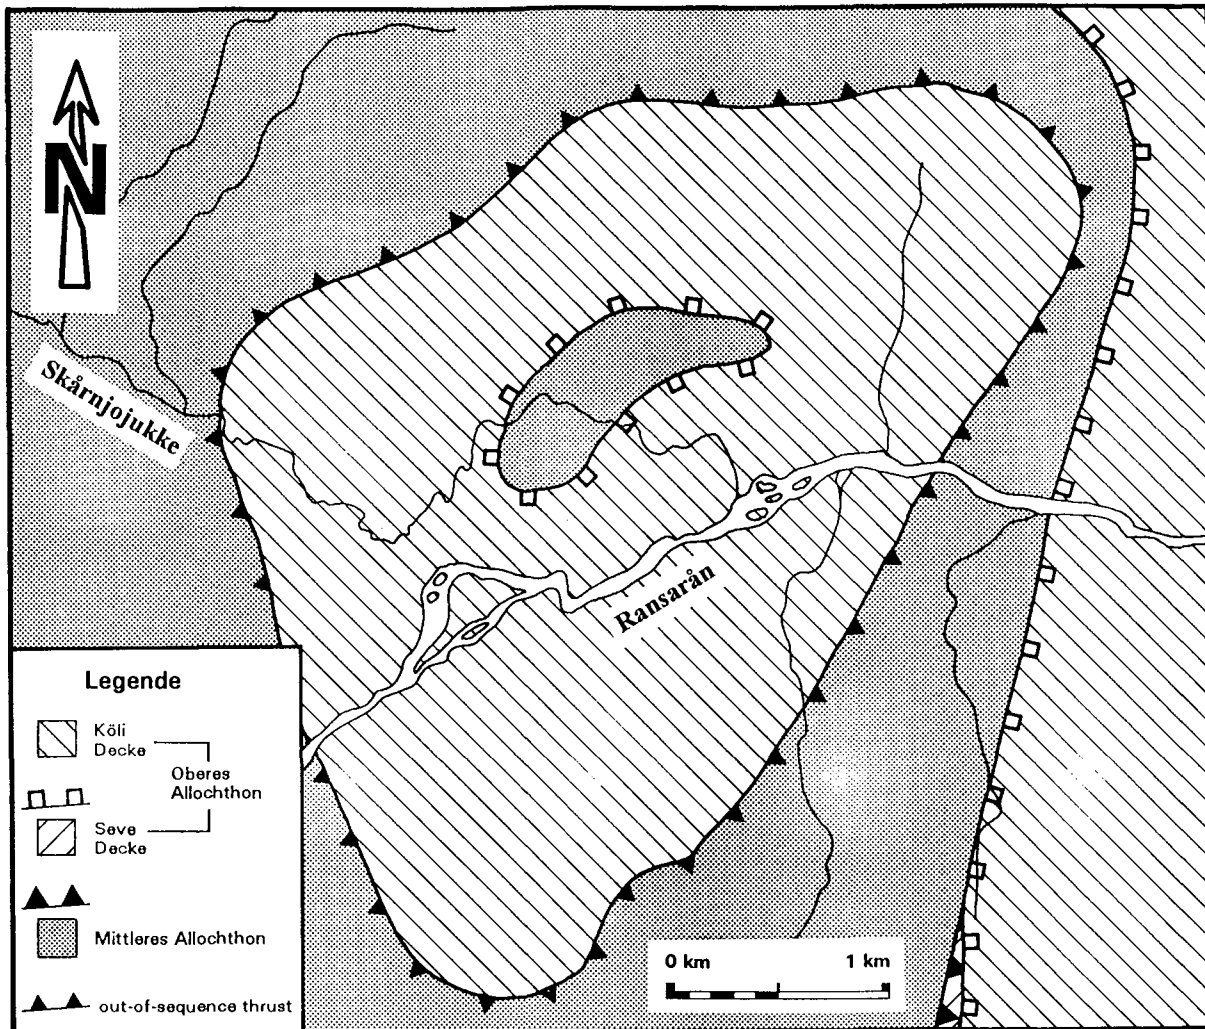 N
Skårnjojukke
Ransarån
Legende
Köli
Decke
Oberes
Allochthon
Seve
Decke
Mittleres Allochthon
out-of-sequence thrust
0 km 1 km